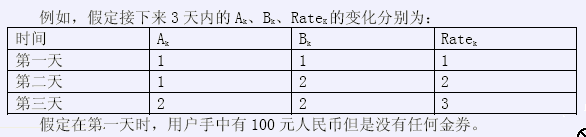 例如，假定接下来 3 天内的 Aₖ、Bₖ、Rateₖ的变化分别为：
时间 Aₖ Bₖ Rateₖ
第一天 1 1 1
第二天 1 2 2
第三天 2 2 3
假定在第一天时，用户手中有 100 元人民币但是没有任何金券。